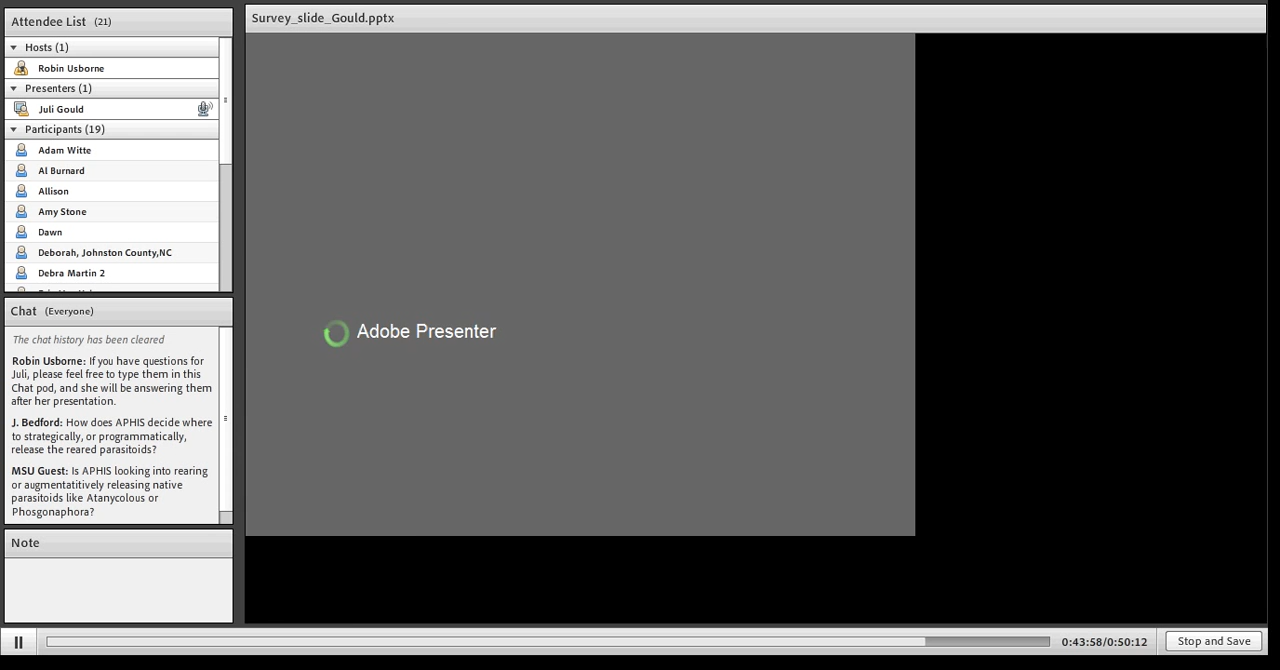 Attendee List (21)
Hosts (1)
Robin Usborne
Presenters (1)
Juli Gould
Participants (19)
Adam Witte
Al Burnard
Allison
Amy Stone
Dawn
Deborah, Johnston County,NC
Debra Martin 2
Chat (Everyone)
The chat history has been cleared
Robin Usborne: If you have questions for
Juli, please feel free to type them in this
Chat pod, and she will be answering them
after her presentation.
J. Bedford: How does APHIS decide where
to strategically, or programmatically,
release the reared parasitoids?
MSU Guest: Is APHIS looking into rearing
or augmentatitively releasing native
parasitoids like Atanycolous or
Phosgonaphora?
Note
Survey_slide_Gould.pptx
Adobe Presenter
0:43:58/0:50:12
Stop and Save